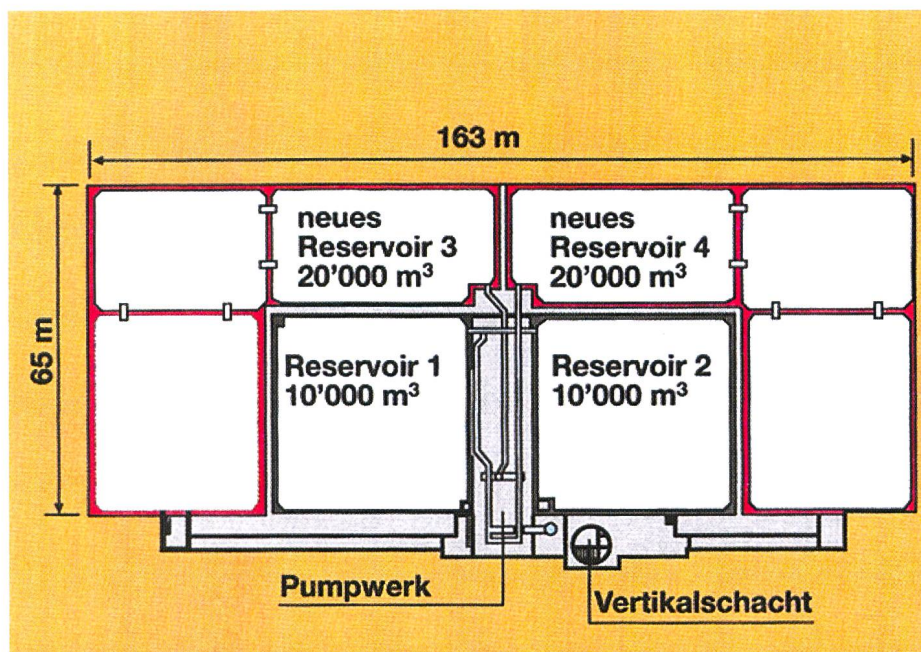 163 m
65 m
neues
Reservoir 3
20’000 m³
neues
Reservoir 4
20’000 m³
Reservoir 1
10’000 m³
Reservoir 2
10’000 m³
Pumpwerk
Vertikalschacht